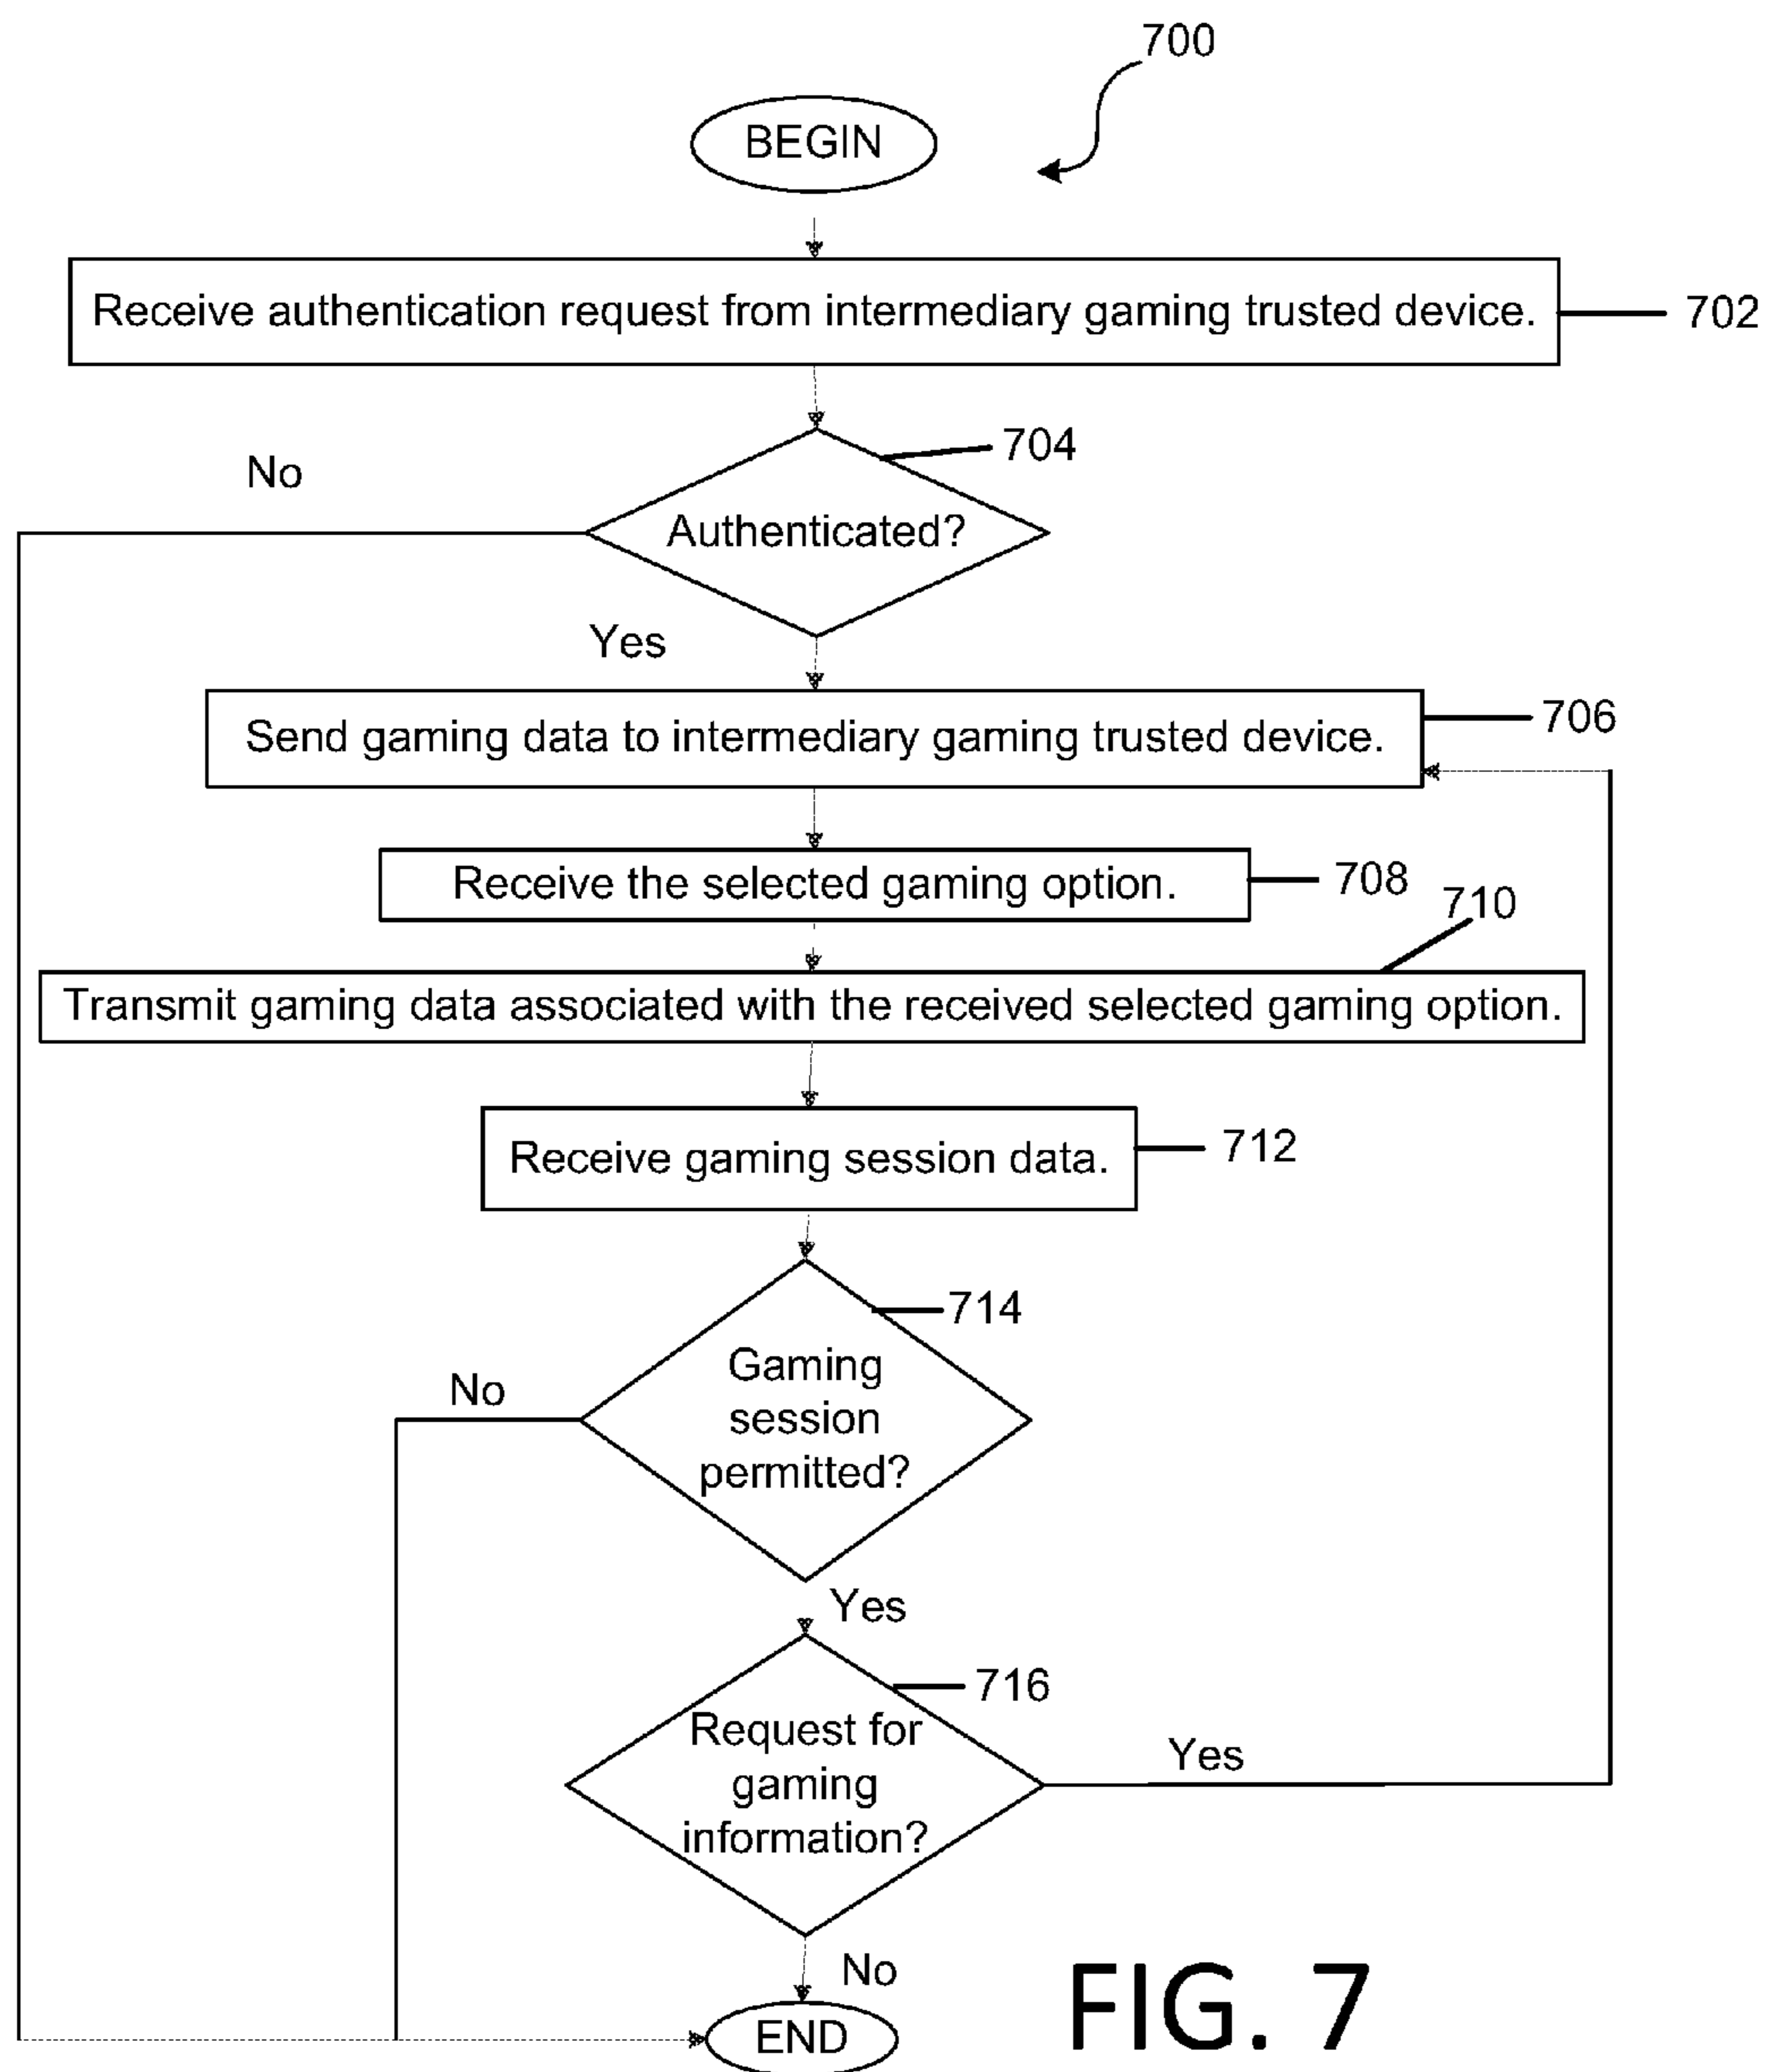 700
BEGIN
Receive authentication request from intermediary gaming trusted device.
702
704
No
Authenticated?
Yes
Send gaming data to intermediary gaming trusted device.
706
Receive the selected gaming option.
708
710
Transmit gaming data associated with the received selected gaming option.
Receive gaming session data.
712
714
Gaming
session
permitted?
No
Yes
716
Request for
gaming
information?
Yes
No
END
FIG. 7